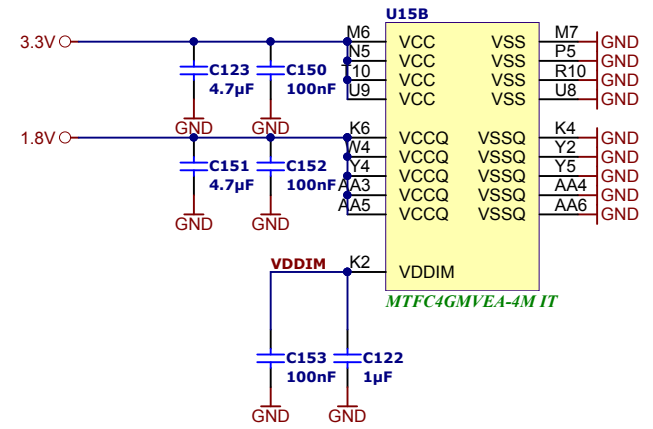 U15B
3.3V
M6 VCC VSS M7 GND
N5 VCC VSS P5 GND
T10 VCC VSS R10 GND
U9 VCC VSS U8 GND
C123 C150
4.7µF 100nF
GND GND
1.8V
K6 VCCQ VSSQ K4 GND
W4 VCCQ VSSQ Y2 GND
Y4 VCCQ VSSQ Y5 GND
AA3 VCCQ VSSQ AA4 GND
AA5 VCCQ VSSQ AA6 GND
C151 C152
4.7µF 100nF
GND GND
VDDIM K2 VDDIM
MTFC4GMVEA-4M IT
C153 C122
100nF 1µF
GND GND